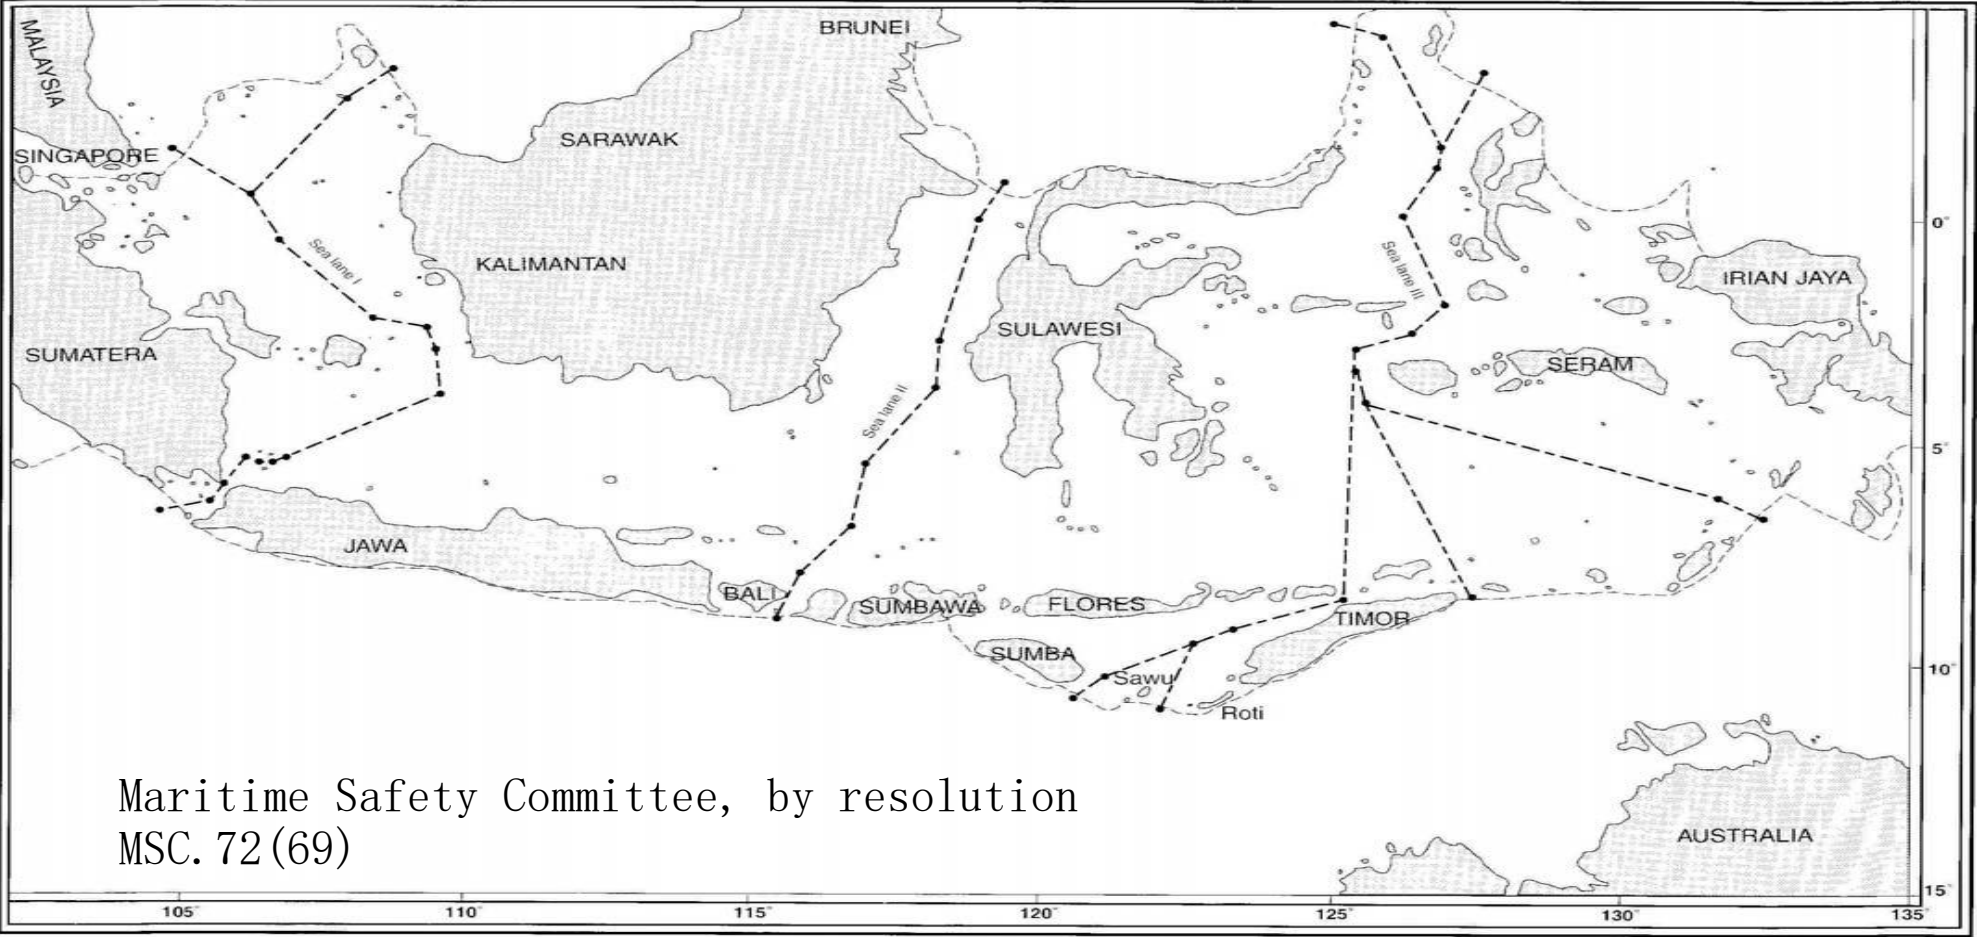 BRUNEI
MALAYSIA
SARAWAK
SINGAPORE
0°
Sea lane I
Sea lane III
KALIMANTAN
IRIAN JAYA
SULAWESI
SUMATERA
SERAM
Sea lane II
5°
JAWA
BALI
SUMBAWA
FLORES
TIMOR
SUMBA
10°
Sawu
Roti
Maritime Safety Committee, by resolution
MSC.72(69)
AUSTRALIA
15°
105° 110° 115° 120° 125° 130° 135°